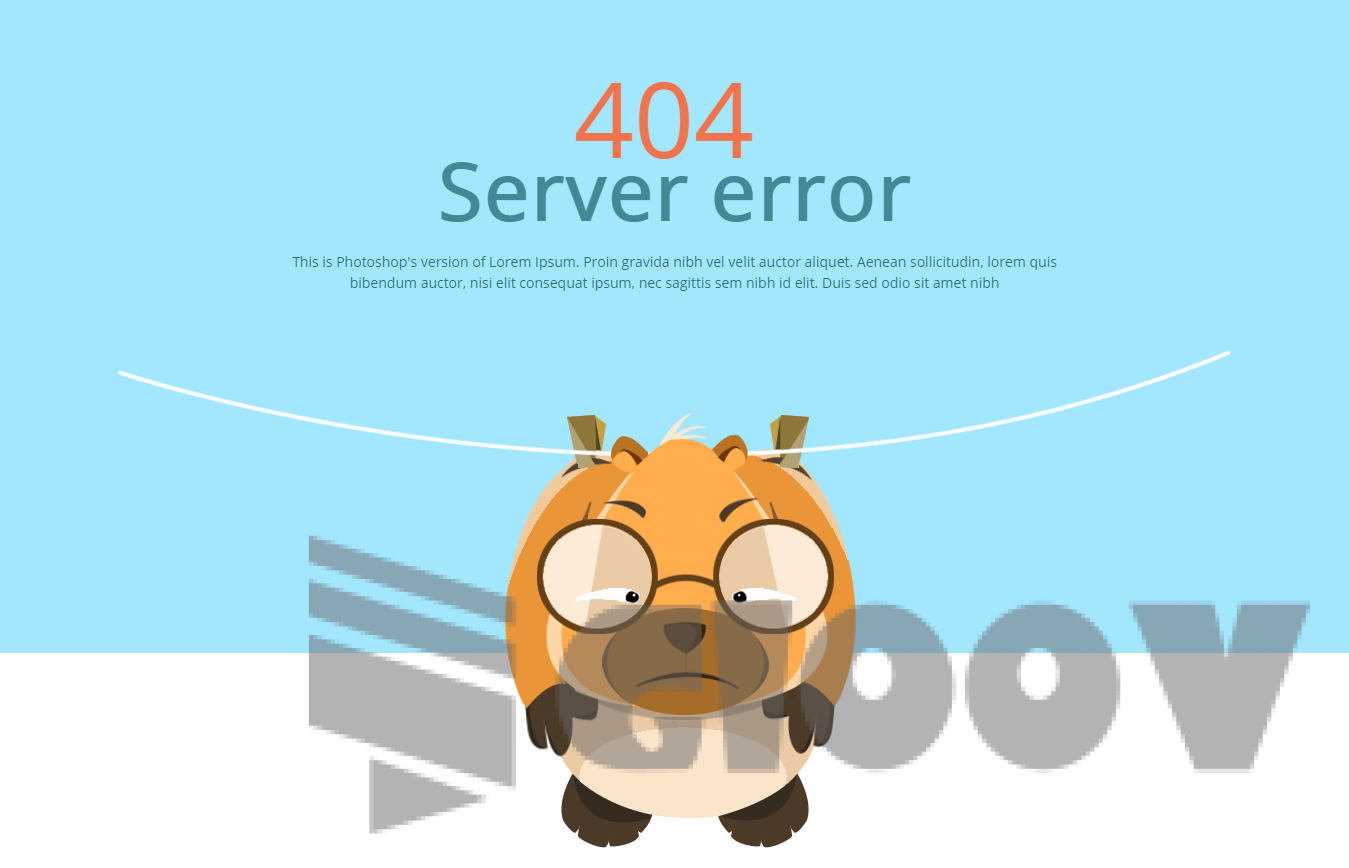 404
Server error
This is Photoshop's version of Lorem Ipsum. Proin gravida nibh vel velit auctor aliquet. Aenean sollicitudin, lorem quis
bibendum auctor, nisi elit consequat ipsum, nec sagittis sem nibh id elit. Duis sed odio sit amet nibh